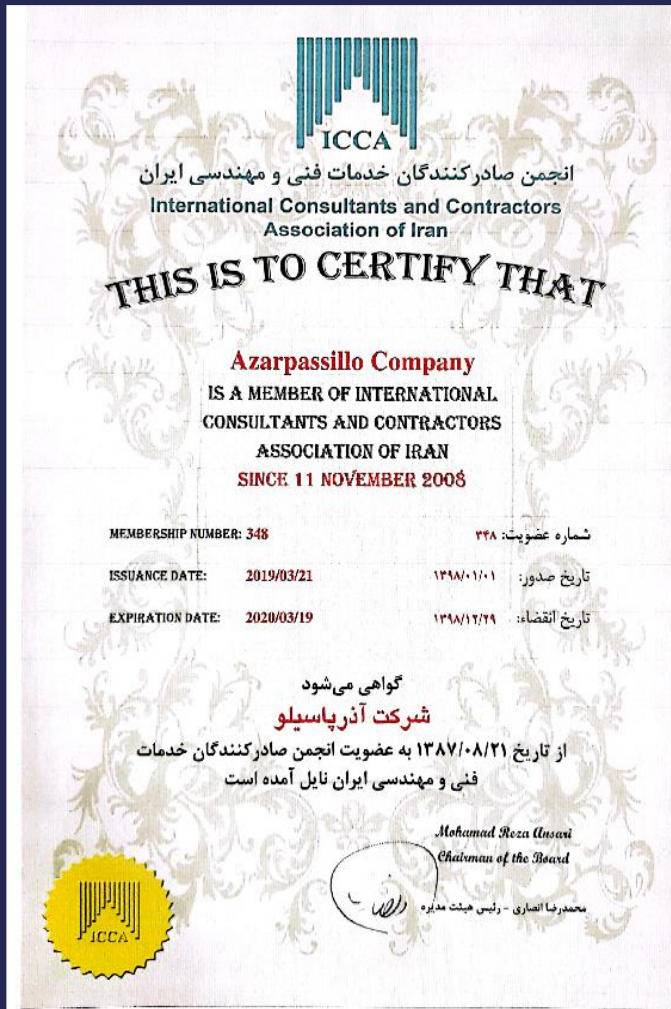 ICCA
انجمن صادرکنندگان خدمات فنی و مهندسی ایران
International Consultants and Contractors
Association of Iran
THIS IS TO CERTIFY THAT
Azarpassillo Company
IS A MEMBER OF INTERNATIONAL
CONSULTANTS AND CONTRACTORS
ASSOCIATION OF IRAN
SINCE 11 NOVEMBER 2008
MEMBERSHIP NUMBER: 348 شماره عضویت: ۳۴۸
ISSUANCE DATE: 2019/03/21 تاریخ صدور: ۱۳۹۸/۰۱/۰۱
EXPIRATION DATE: 2020/03/19 تاریخ انقضاء: ۱۳۹۸/۱۲/۲۹
گواهی می‌شود
شرکت آذرپاسیلو
از تاریخ ۱۳۸۷/۰۸/۲۱ به عضویت انجمن صادرکنندگان خدمات
فنی و مهندسی ایران نایل آمده است
Mohamad Reza Ansari
Chairman of the Board
محمدرضا انصاری - رئیس هیئت مدیره
ICCA